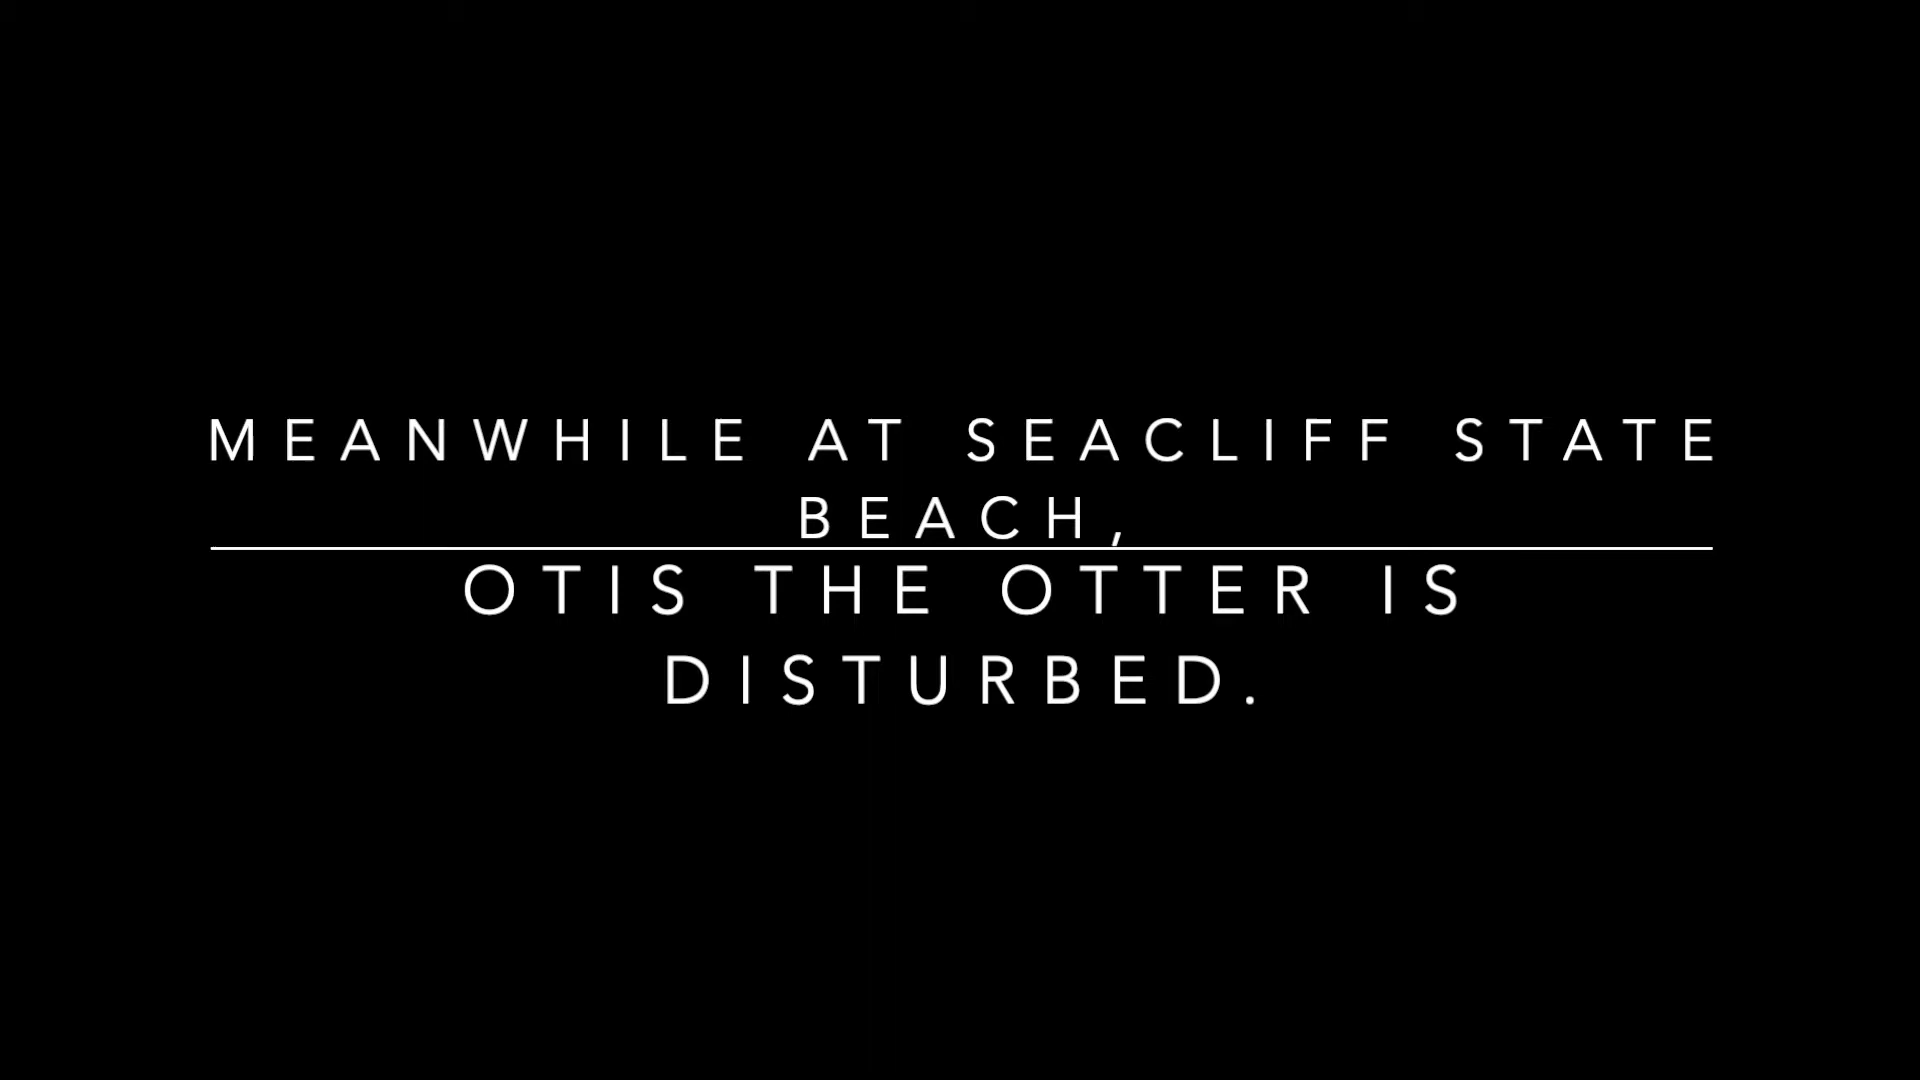 MEANWHILE AT SEACLIFF STATE
BEACH,
OTIS THE OTTER IS
DISTURBED.